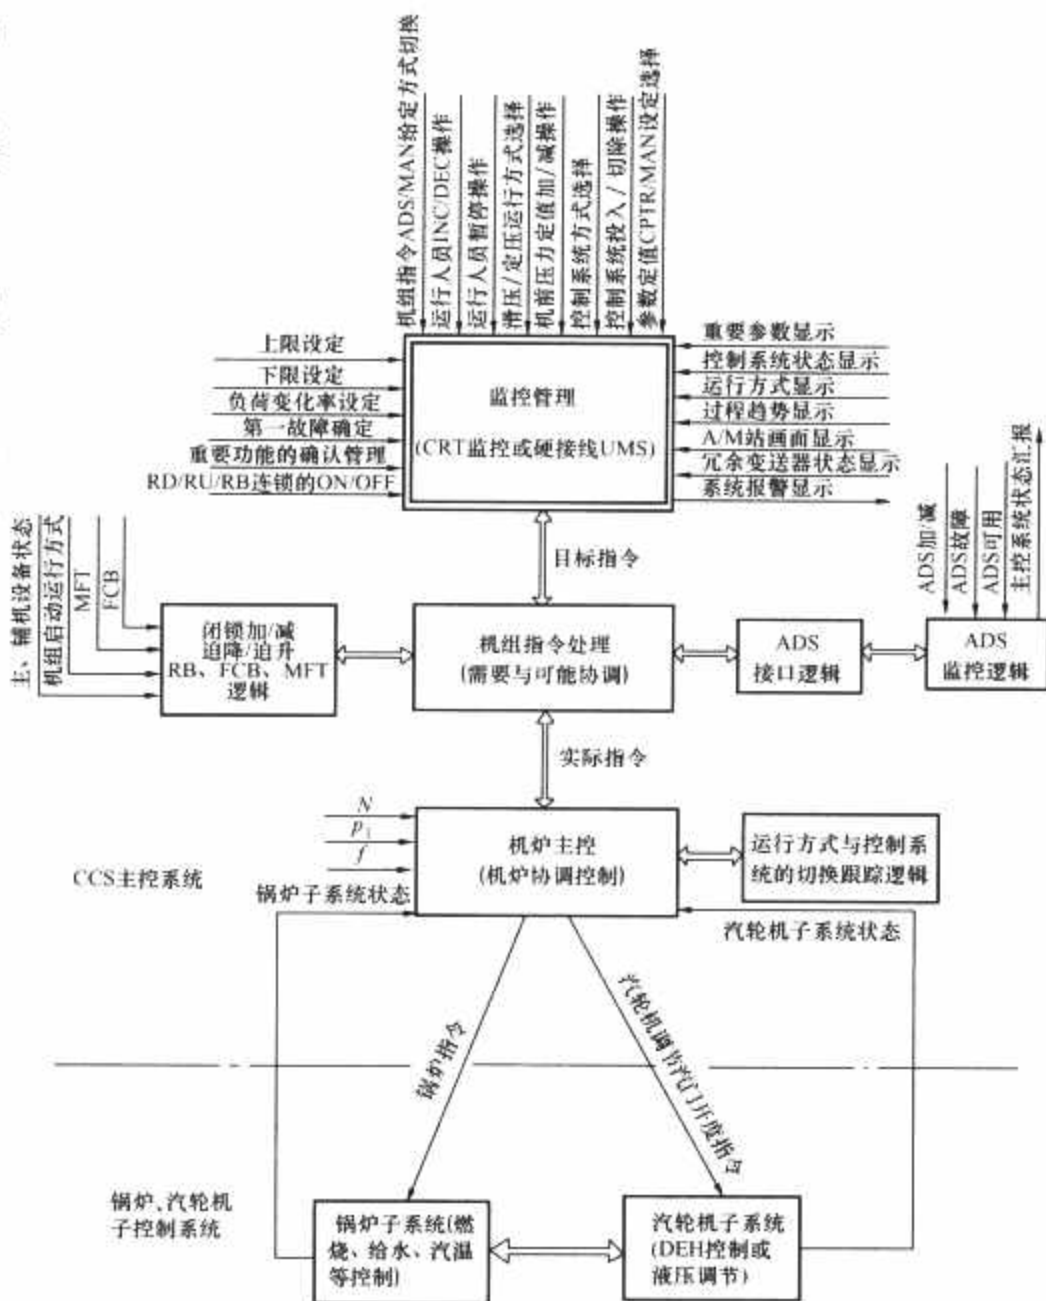 机组指令ADS/MAN给定方式切换
运行人员INC/DEC操作
运行人员暂停操作
滑压/定压运行方式选择
机前压力定值加/减操作
控制系统方式选择
控制系统投入/切除操作
参数定值CPTR/MAN设定选择
上限设定
下限设定
负荷变化率设定
第一故障确定
重要功能的确认管理
RD/RU/RB连锁的ON/OFF
监控管理
(CRT监控或硬接线UMS)
重要参数显示
控制系统状态显示
运行方式显示
过程趋势显示
A/M站画面显示
冗余变送器状态显示
系统报警显示
目标指令
主、辅机设备状态
机组启动运行方式
MFT
FCB
闭锁加/减
迫降/迫升
RB、FCB、MFT
逻辑
机组指令处理
(需要与可能协调)
ADS
接口逻辑
ADS加/减
ADS故障
ADS可用
主控系统状态汇报
ADS
监控逻辑
实际指令
N
p₁
f
机炉主控
(机炉协调控制)
运行方式与控制系
统的切换跟踪逻辑
CCS主控系统
锅炉子系统状态
汽轮机子系统状态
锅炉指令
汽轮机调节汽门开度指令
锅炉、汽轮机
子控制系统
锅炉子系统(燃
烧、给水、汽温
等控制)
汽轮机子系统
(DEH控制或
液压调节)